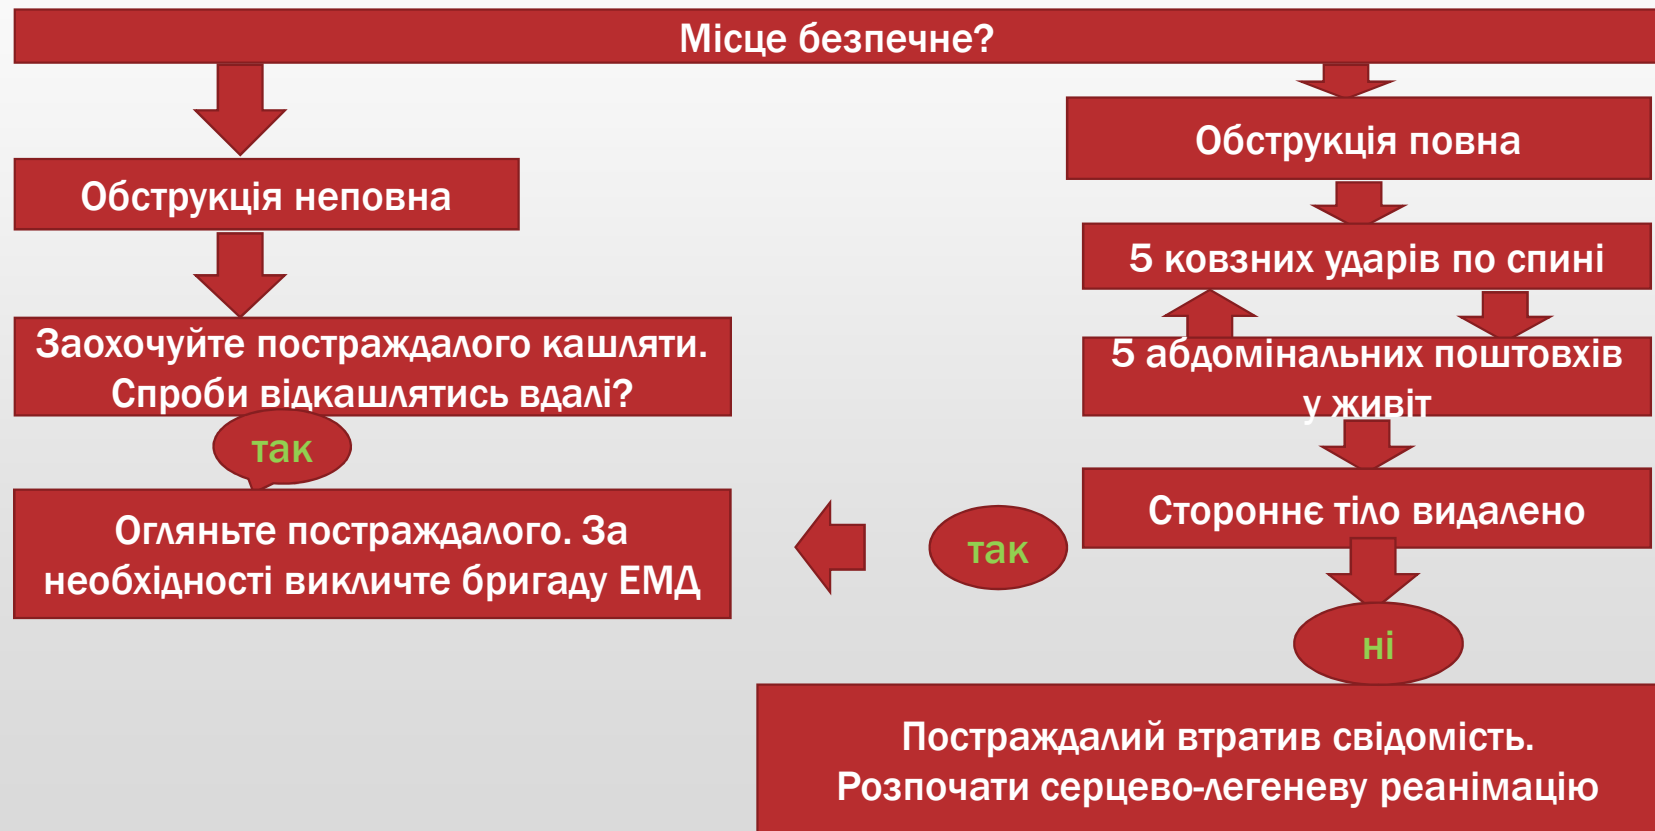 Місце безпечне?
Обструкція неповна
Заохочуйте постраждалого кашляти.
Спроби відкашлятись вдалі?
так
Огляньте постраждалого. За
необхідності викличте бригаду ЕМД
Обструкція повна
5 ковзних ударів по спині
5 абдомінальних поштовхів
у живіт
Стороннє тіло видалено
так
ні
Постраждалий втратив свідомість.
Розпочати серцево-легеневу реанімацію